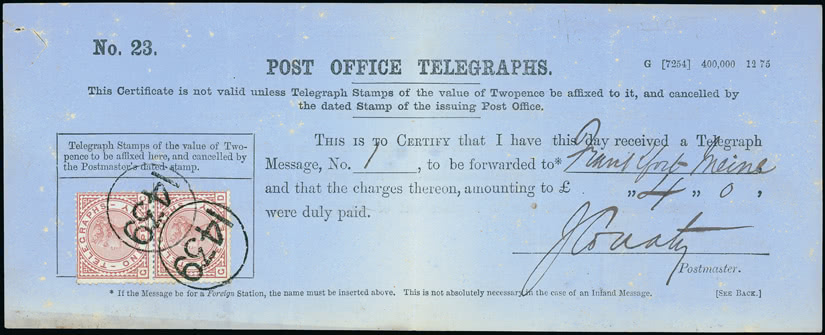 No. 23.
G [7254] 400,000 12 75
POST OFFICE TELEGRAPHS.
This Certificate is not valid unless Telegraph Stamps of the value of Twopence be affixed to it, and cancelled by
the dated Stamp of the issuing Post Office.
Telegraph Stamps of the value of Two-
pence to be affixed here, and cancelled by
the Postmaster's dated stamp.
TELEGRAPHS
1439
1439
THIS IS TO CERTIFY that I have this day received a Telegraph
Message, No. 1, to be forwarded to* Frankfort Meine
and that the charges thereon, amounting to £ " 4 " 0,
were duly paid.
Postmaster.
* If the Message be for a Foreign Station, the name must be inserted above. This is not absolutely necessary in the case of an Inland Message.
[SEE BACK.]